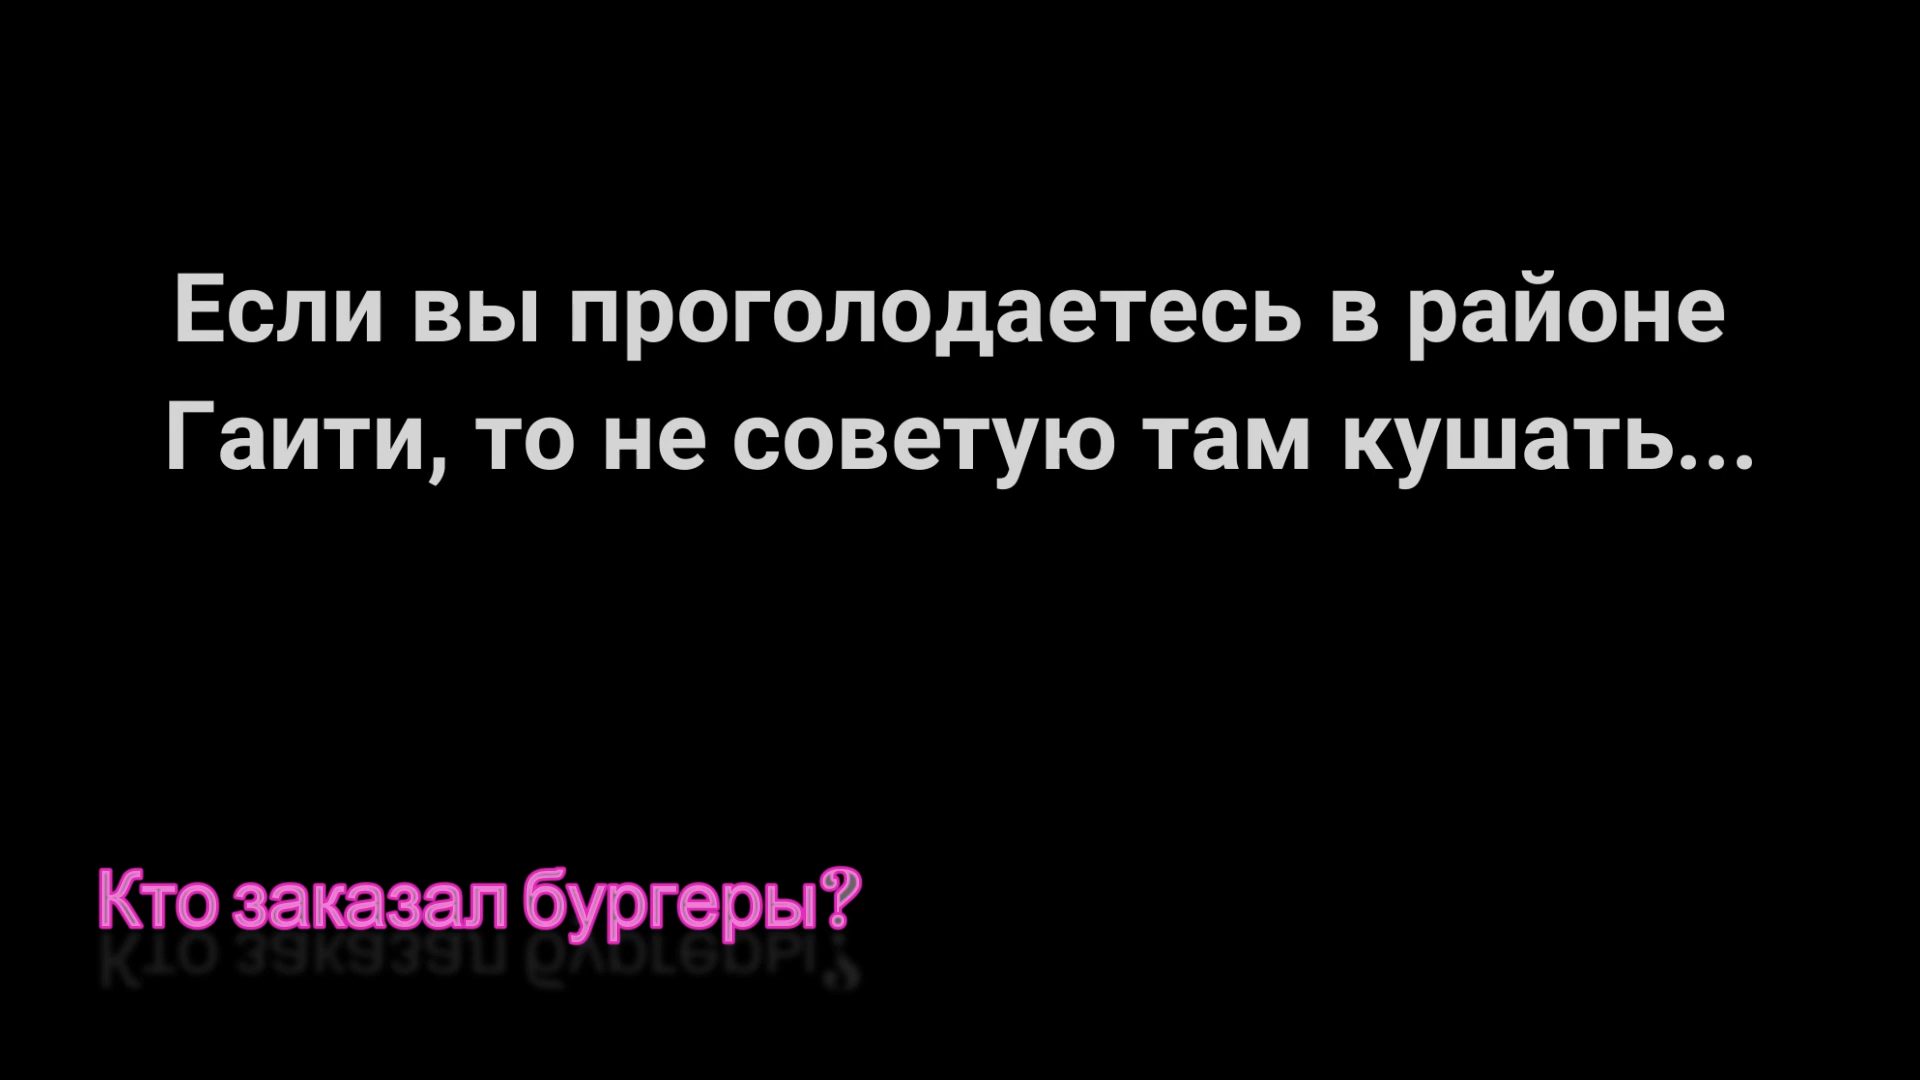 Если вы проголодаетесь в районе
Гаити, то не советую там кушать...
Кто заказал бургеры?